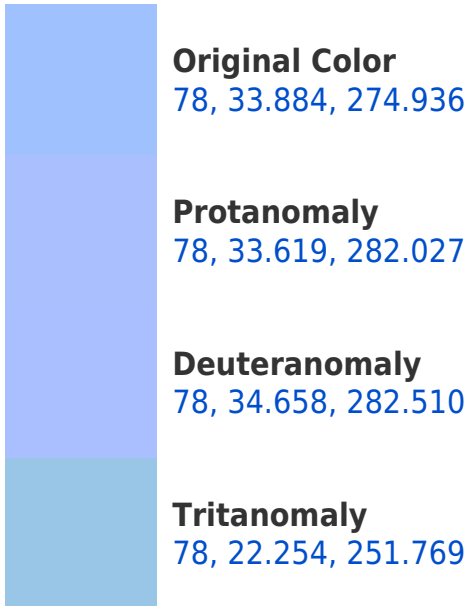 Original Color
78, 33.884, 274.936
Protanomaly
78, 33.619, 282.027
Deuteranomaly
78, 34.658, 282.510
Tritanomaly
78, 22.254, 251.769